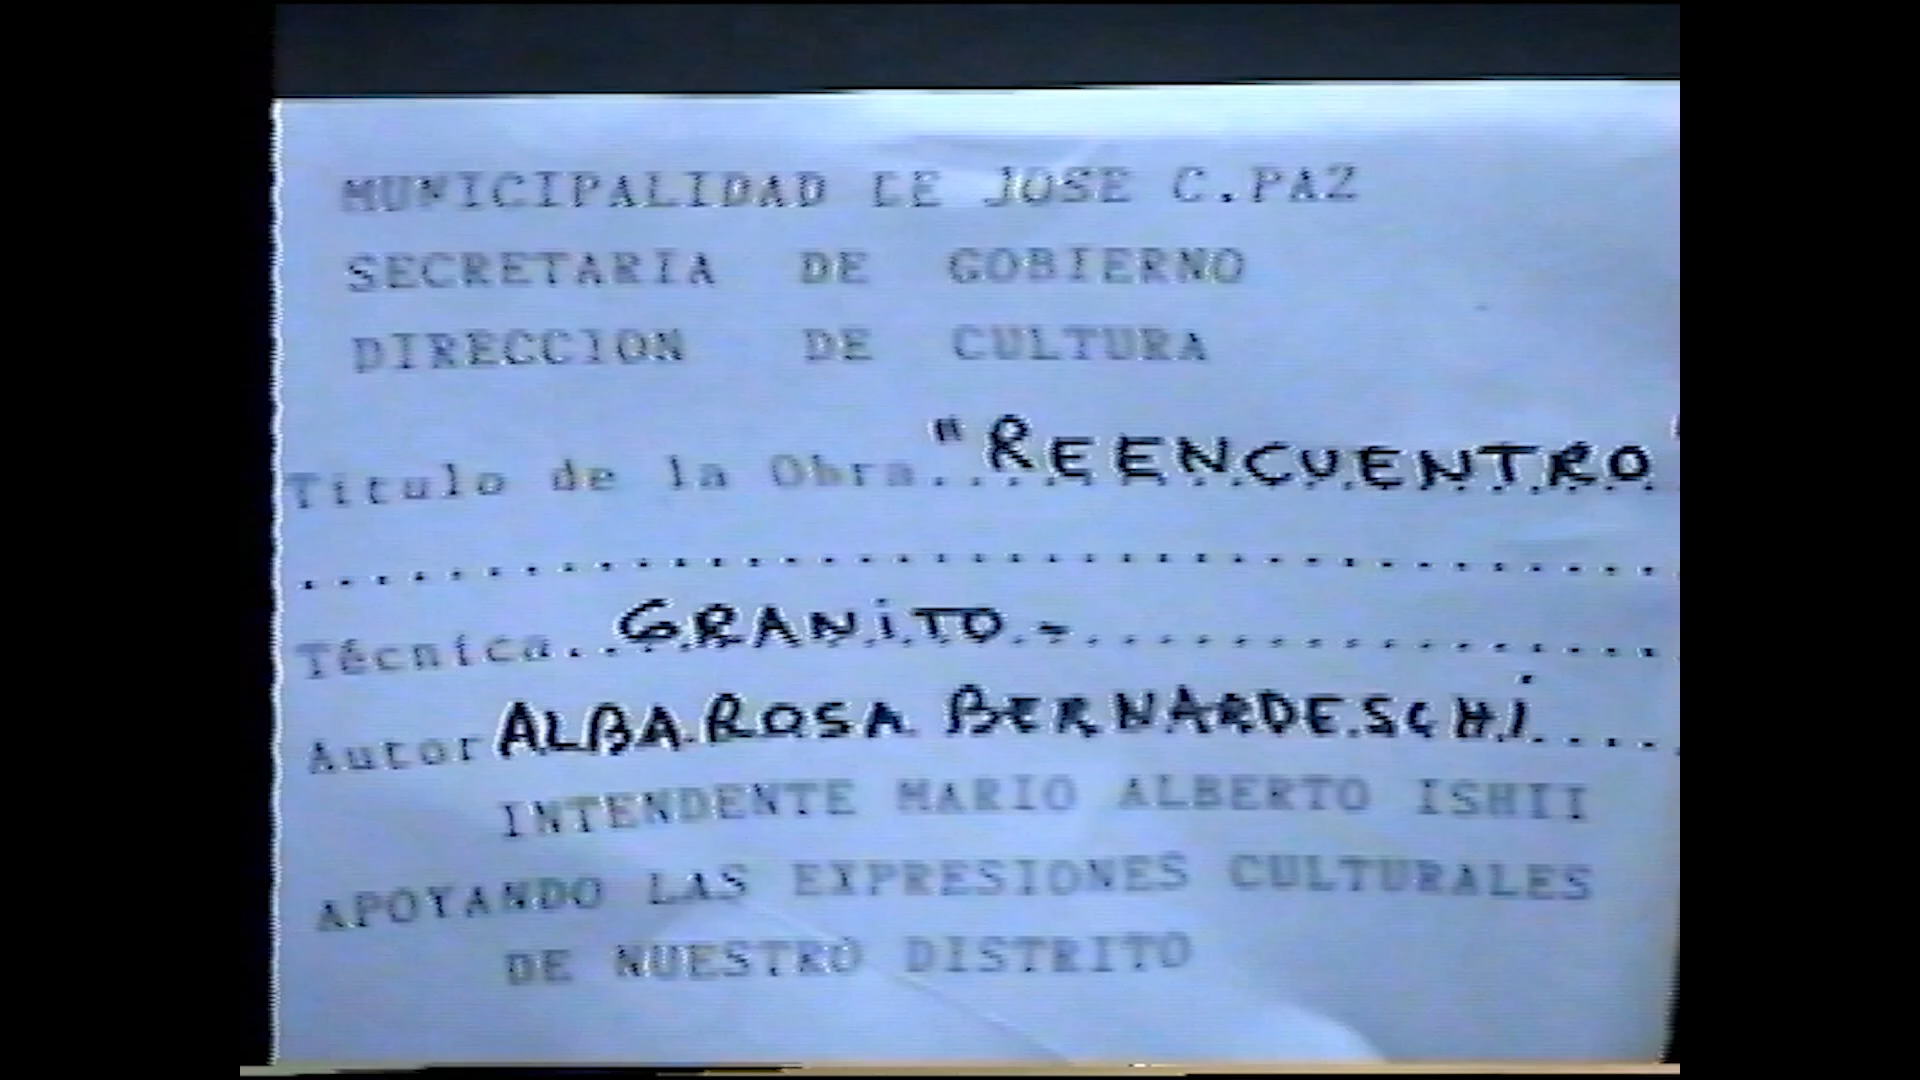 MUNICIPALIDAD DE JOSE C. PAZ
SECRETARIA DE GOBIERNO
DIRECCION DE CULTURA
Título de la Obra.."REENCUENTRO"
................................................
Técnica..GRANiTO.-................
Autor ALBA ROSA BERNARDESCHi....
INTENDENTE MARIO ALBERTO ISHII
APOYANDO LAS EXPRESIONES CULTURALES
DE NUESTRO DISTRITO